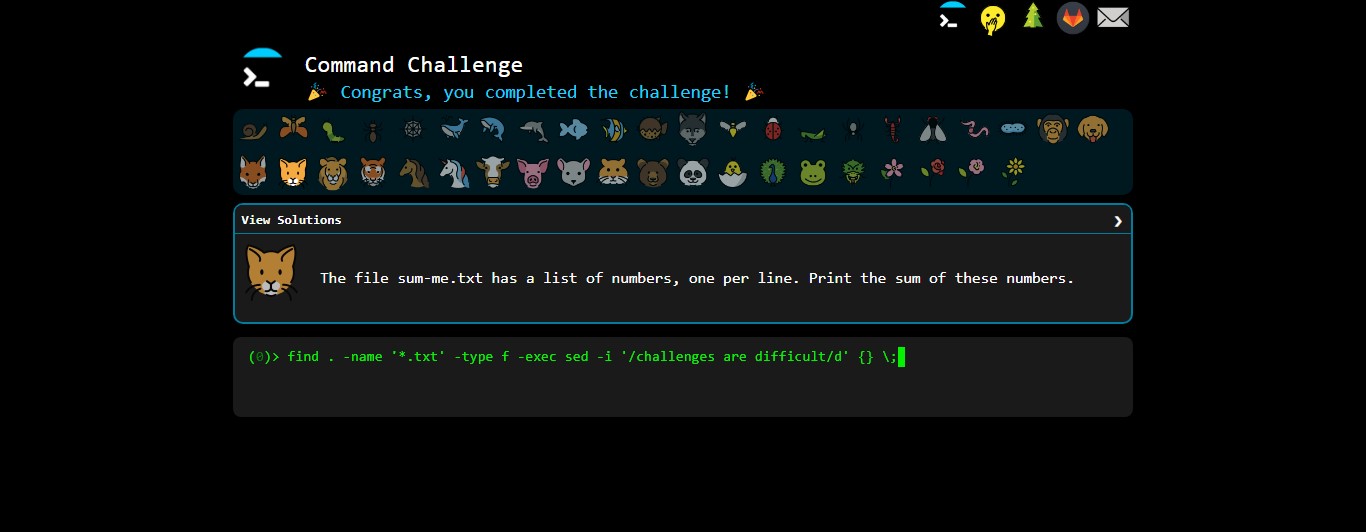 Command Challenge
🎉 Congrats, you completed the challenge! 🎉
View Solutions ❯
The file sum-me.txt has a list of numbers, one per line. Print the sum of these numbers.
(0)> find . -name '*.txt' -type f -exec sed -i '/challenges are difficult/d' {} \;